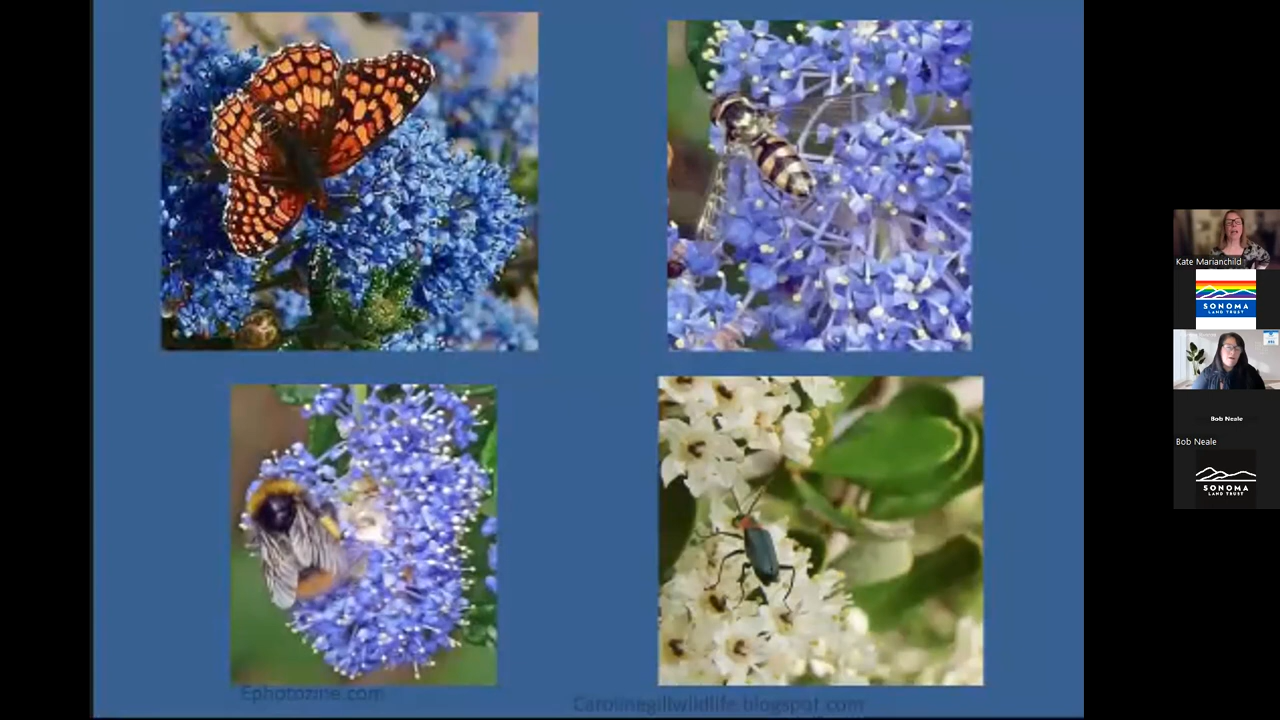 Ephotozine.com
Carolinegillwildlife.blogspot.com
Kate Marianchild
SONOMA
LAND TRUST
Bob Neale
Bob Neale
SONOMA
LAND TRUST